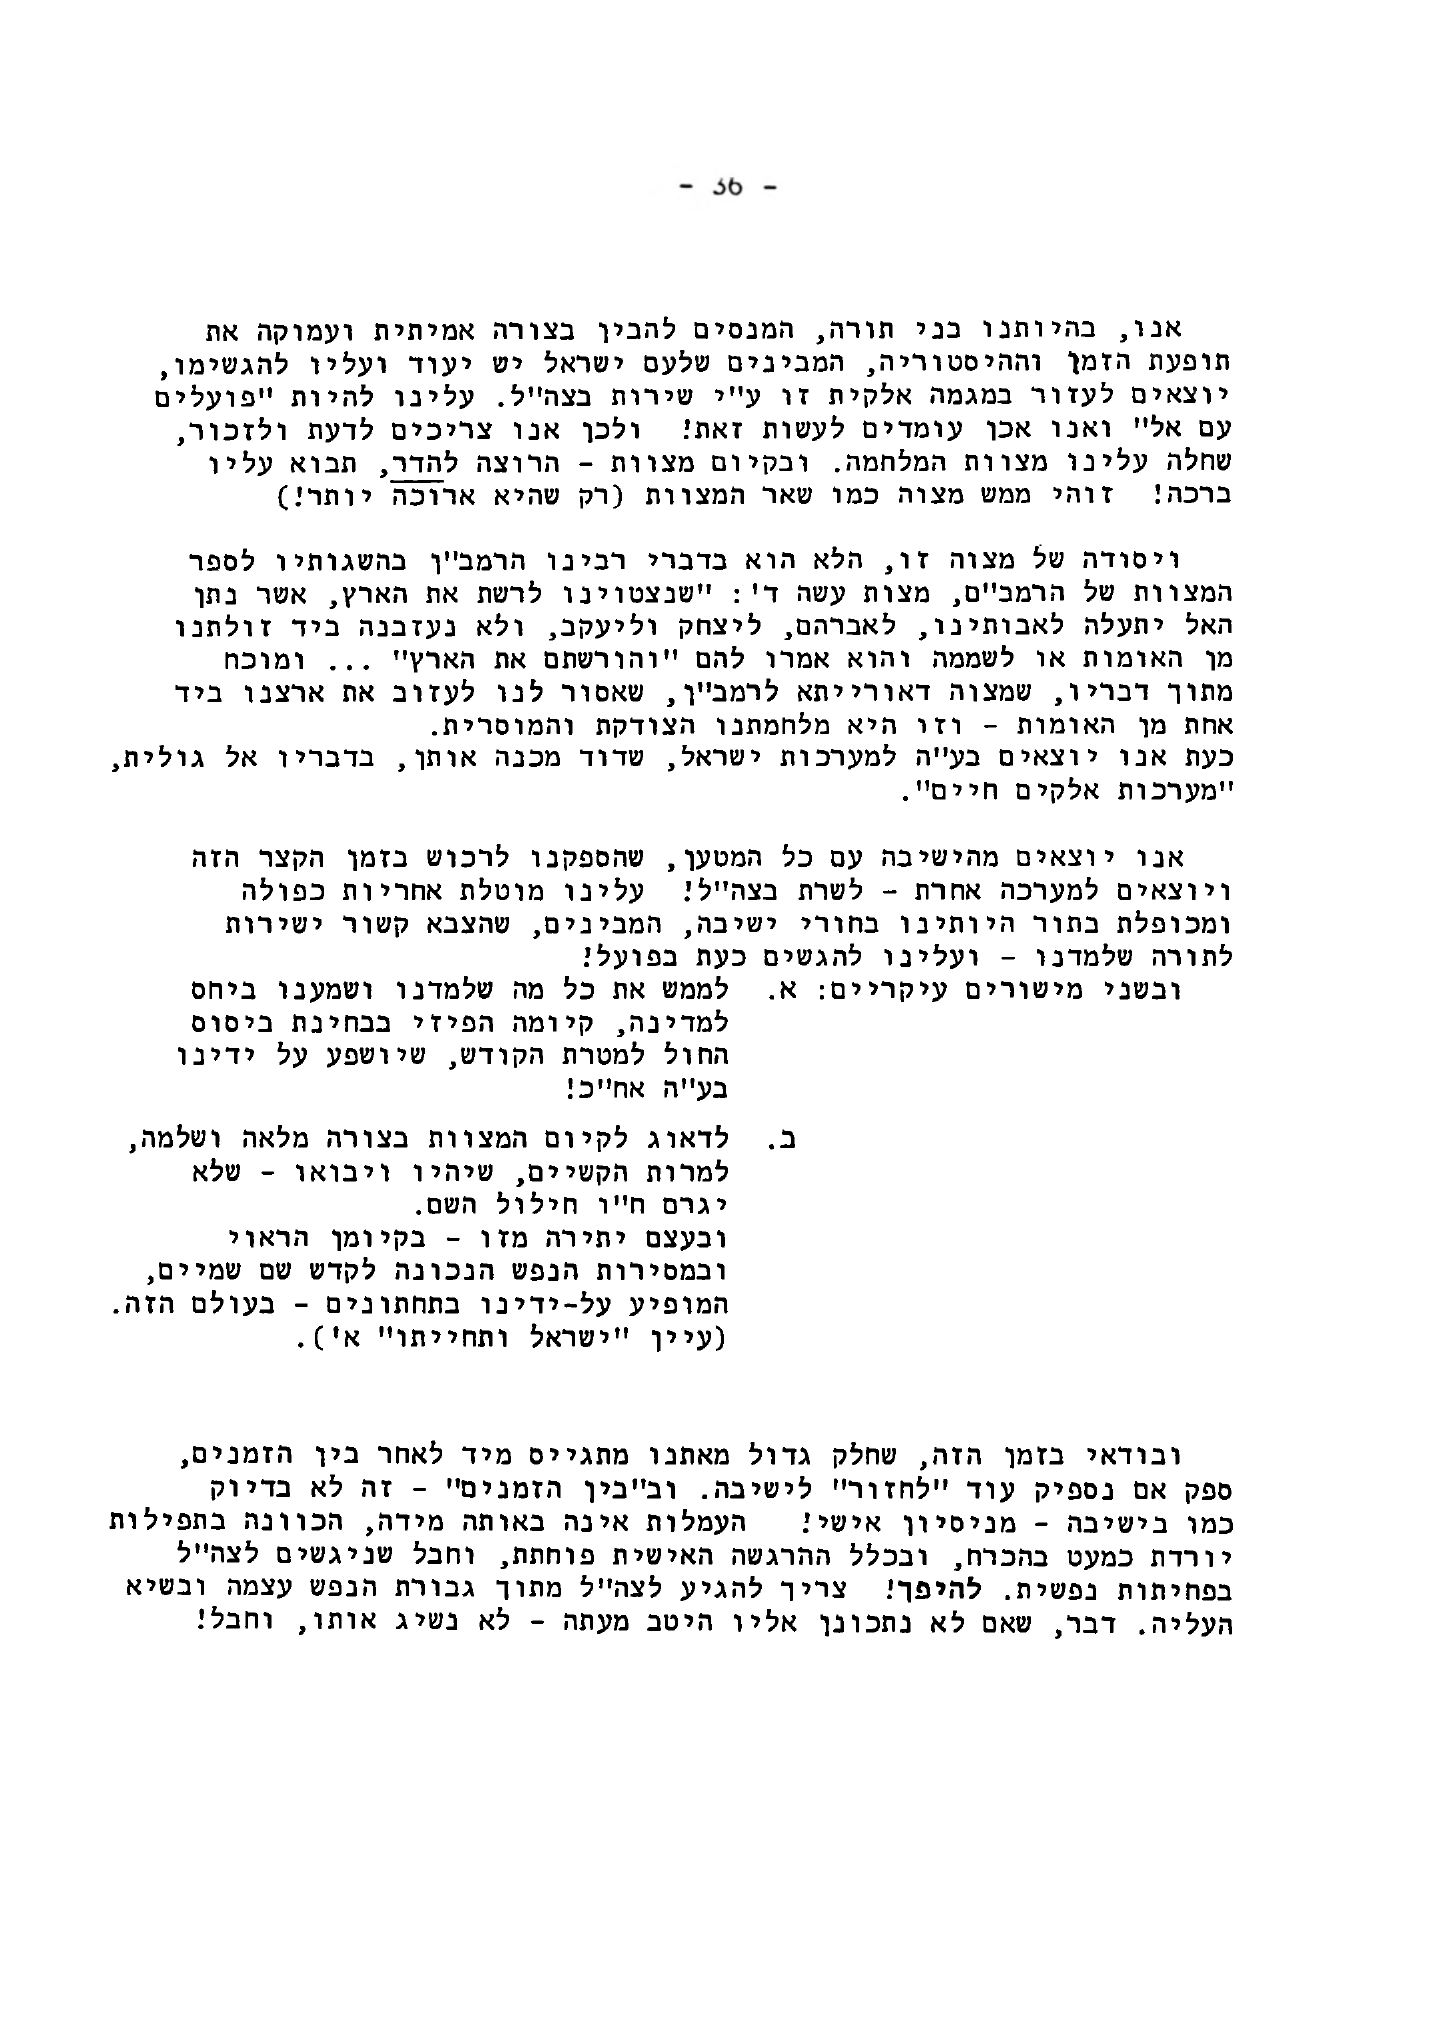 - 36 -
אנו, בהיותנו בני תורה, המנסים להבין בצורה אמיתית ועמוקה את
תופעת הזמן וההיסטוריה, המבינים שלעם ישראל יש יעוד ועליו להגשימו,
יוצאים לעזור במגמה אלקית זו ע"י שירות בצה"ל. עלינו להיות "פועלים
עם אל" ואנו אכן עומדים לעשות זאת! ולכן אנו צריכים לדעת ולזכור,
שחלה עלינו מצוות המלחמה. ובקיום מצוות - הרוצה להדר, תבוא עליו
ברכה! זוהי ממש מצוה כמו שאר המצוות (רק שהיא ארוכה יותר!)
ויסודה של מצוה זו, הלא הוא בדברי רבינו הרמב"ן בהשגותיו לספר
המצוות של הרמב"ם, מצות עשה ד': "שנצטוינו לרשת את הארץ, אשר נתן
האל יתעלה לאבותינו, לאברהם, ליצחק וליעקב, ולא נעזבנה ביד זולתנו
מן האומות או לשממה והוא אמרו להם "והורשתם את הארץ" ... ומוכח
מתוך דבריו, שמצוה דאורייתא לרמב"ן, שאסור לנו לעזוב את ארצנו ביד
אחת מן האומות - וזו היא מלחמתנו הצודקת והמוסרית.
כעת אנו יוצאים בע"ה למערכות ישראל, שדוד מכנה אותן, בדבריו אל גולית,
"מערכות אלקים חיים".
אנו יוצאים מהישיבה עם כל המטען, שהספקנו לרכוש בזמן הקצר הזה
ויוצאים למערכה אחרת - לשרת בצה"ל! עלינו מוטלת אחריות כפולה
ומכופלת בתור היותינו בחורי ישיבה, המבינים, שהצבא קשור ישירות
לתורה שלמדנו - ועלינו להגשים כעת בפועל!
ובשני מישורים עיקריים: א. לממש את כל מה שלמדנו ושמענו ביחס
למדינה, קיומה הפיזי בבחינת ביסוס
החול למטרת הקודש, שיושפע על ידינו
בע"ה אח"כ!
ב. לדאוג לקיום המצוות בצורה מלאה ושלמה,
למרות הקשיים, שיהיו ויבואו - שלא
יגרם ח"ו חילול השם.
ובעצם יתירה מזו - בקיומן הראוי
ובמסירות הנפש הנכונה לקדש שם שמיים,
המופיע על-ידינו בתחתונים - בעולם הזה.
(עיין "ישראל ותחייתו" א').
ובודאי בזמן הזה, שחלק גדול מאתנו מתגייס מיד לאחר בין הזמנים,
ספק אם נספיק עוד "לחזור" לישיבה. וב"בין הזמנים" - זה לא בדיוק
כמו בישיבה - מניסיון אישי! העמלות אינה באותה מידה, הכוונה בתפילות
יורדת כמעט בהכרח, ובכלל ההרגשה האישית פוחתת, וחבל שניגשים לצה"ל
בפחיתות נפשית. להיפך! צריך להגיע לצה"ל מתוך גבורת הנפש עצמה ובשיא
העליה. דבר, שאם לא נתכונן אליו היטב מעתה - לא נשיג אותו, וחבל!